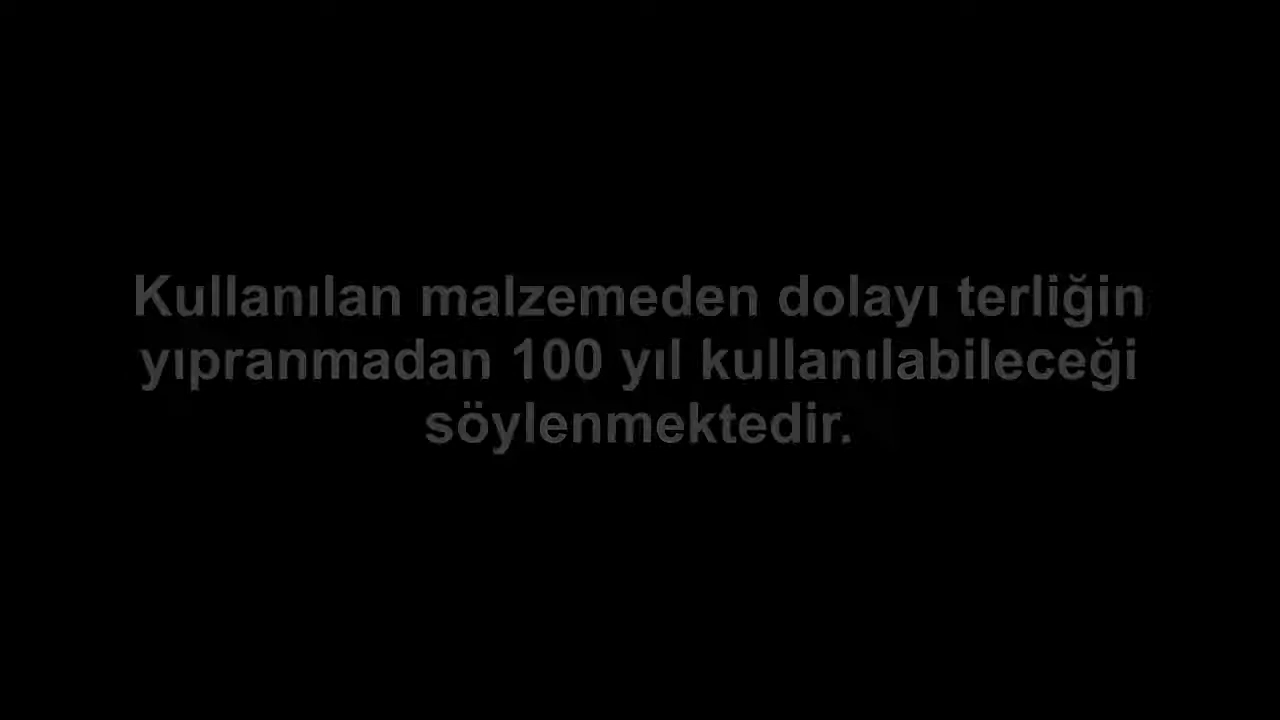 Kullanılan malzemeden dolayı terliğin
yıpranmadan 100 yıl kullanılabileceği
söylenmektedir.